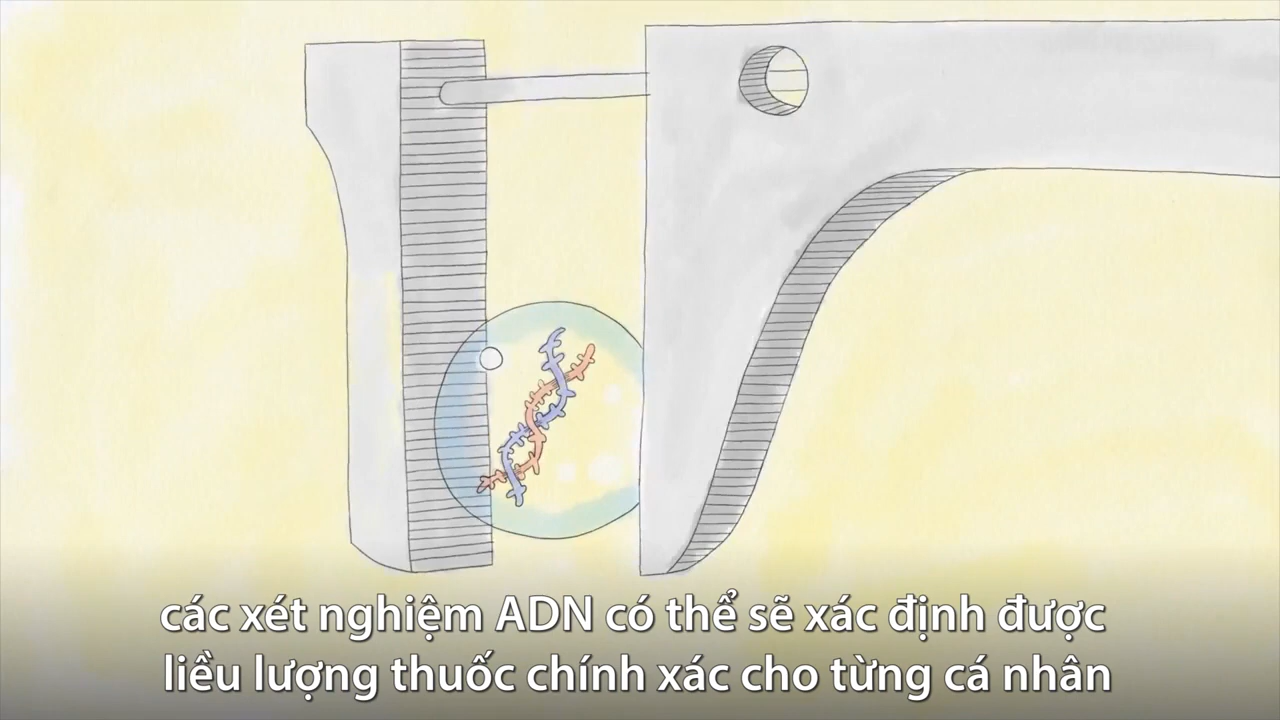 các xét nghiệm ADN có thể sẽ xác định được
liều lượng thuốc chính xác cho từng cá nhân